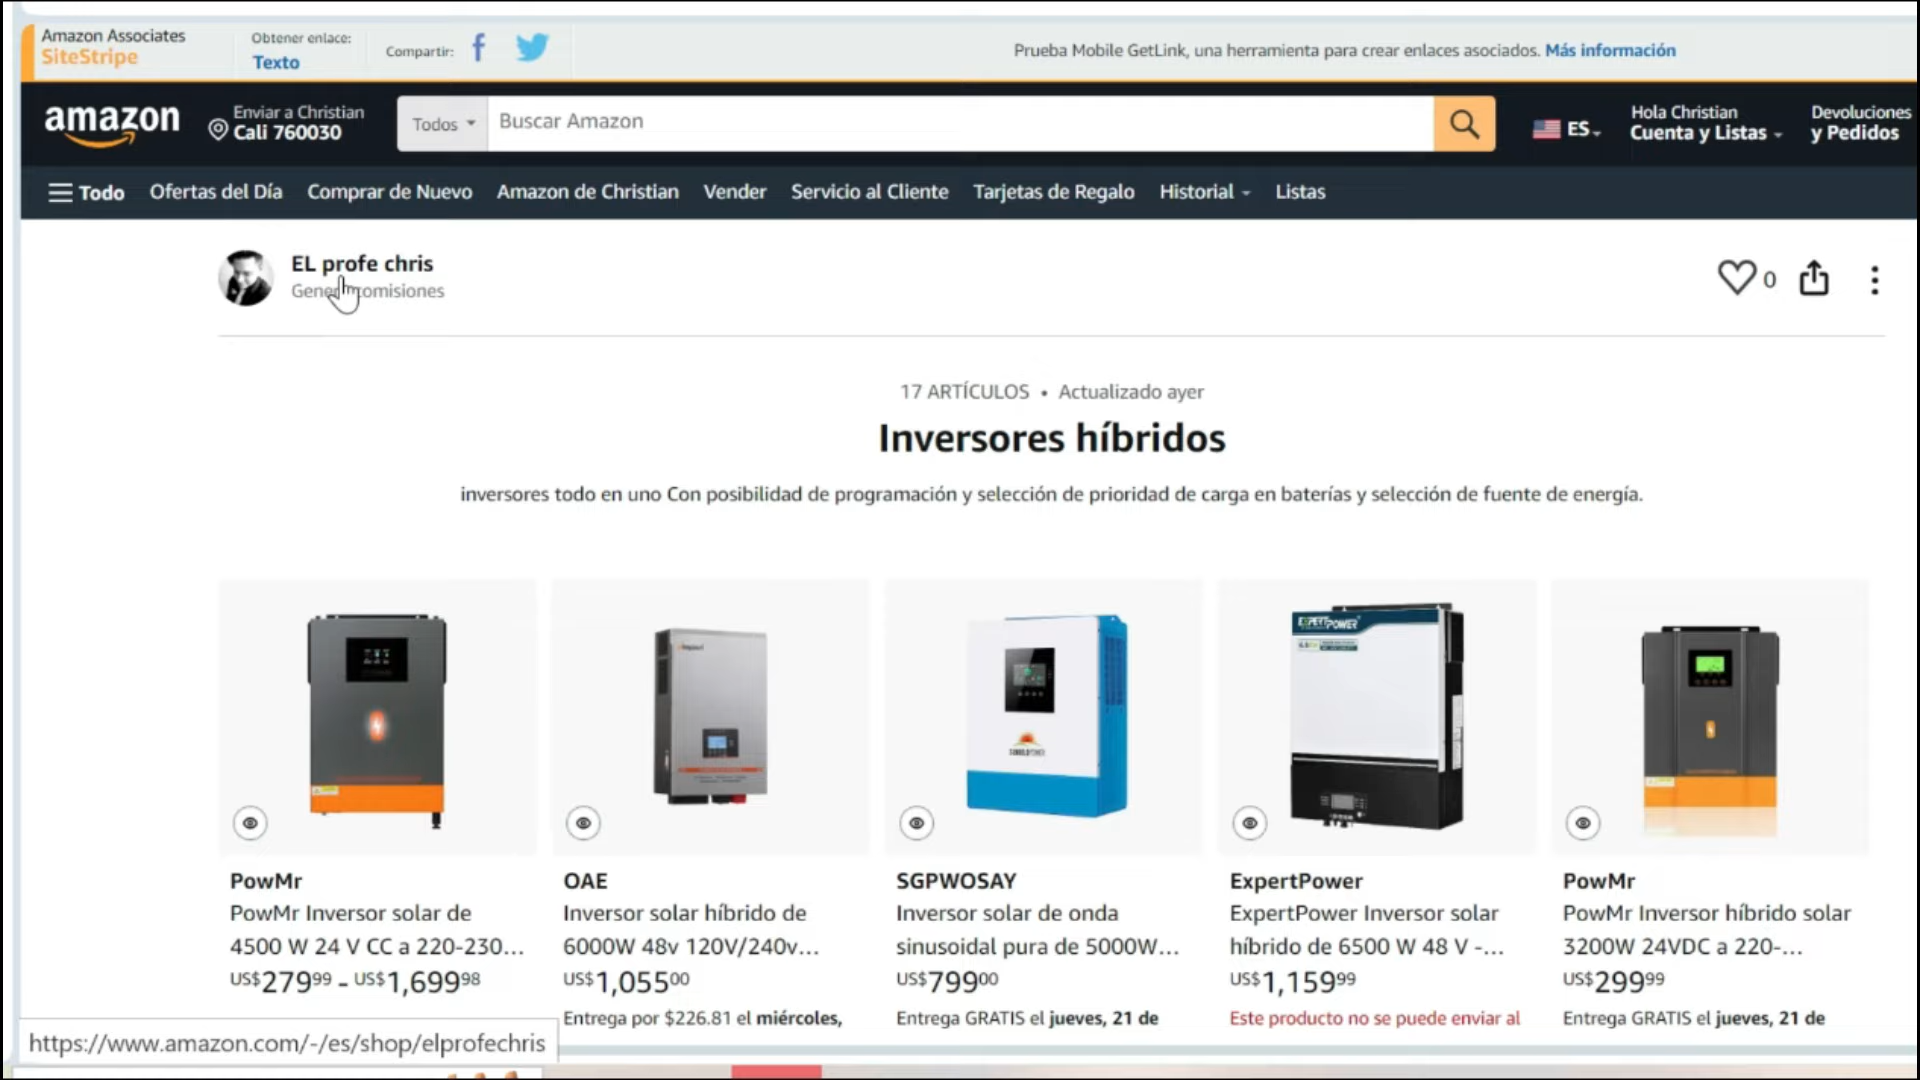 Amazon Associates
SiteStripe
Obtener enlace:
Texto
Compartir:
Prueba Mobile GetLink, una herramienta para crear enlaces asociados. Más información
amazon
Enviar a Christian
Cali 760030
Todos
Buscar Amazon
ES
Hola Christian
Cuenta y Listas
Devoluciones
y Pedidos
Todo
Ofertas del Día
Comprar de Nuevo
Amazon de Christian
Vender
Servicio al Cliente
Tarjetas de Regalo
Historial
Listas
EL profe chris
comisiones
0
17 ARTÍCULOS • Actualizado ayer
Inversores híbridos
inversores todo en uno Con posibilidad de programación y selección de prioridad de carga en baterías y selección de fuente de energía.
EXPERTPOWER
PowMr
PowMr Inversor solar de
4500 W 24 V CC a 220-230...
US$27999 - US$1,69998
OAE
Inversor solar híbrido de
6000W 48v 120V/240v...
US$1,05500
Entrega por $226.81 el miércoles,
SGPWOSAY
Inversor solar de onda
sinusoidal pura de 5000W...
US$79900
Entrega GRATIS el jueves, 21 de
ExpertPower
ExpertPower Inversor solar
híbrido de 6500 W 48 V -...
US$1,15999
Este producto no se puede enviar al
PowMr
PowMr Inversor híbrido solar
3200W 24VDC a 220-...
US$29999
Entrega GRATIS el jueves, 21 de
https://www.amazon.com/-/es/shop/elprofechris